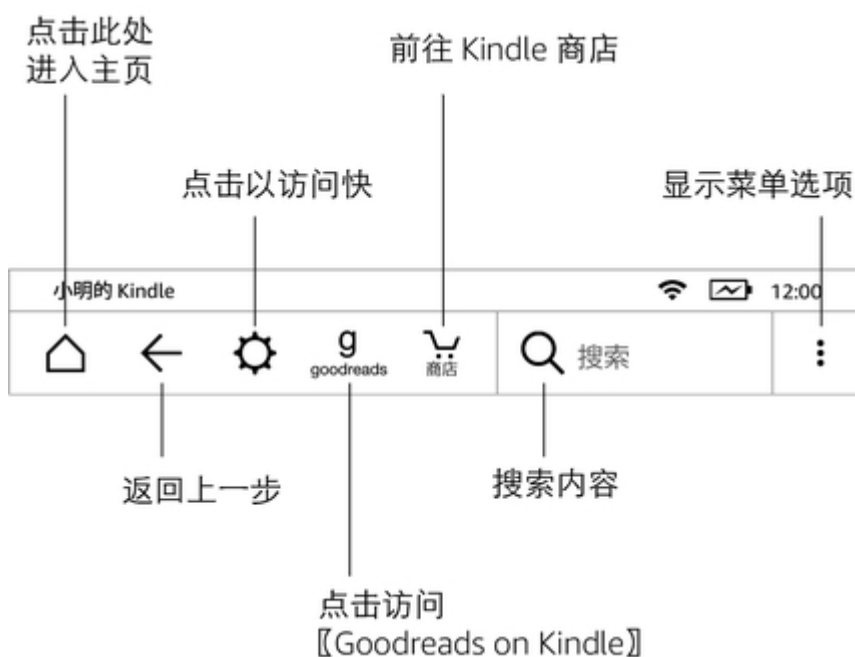 点击此处
进入主页
前往 Kindle 商店
点击以访问快
显示菜单选项
小明的 Kindle
12:00
g
goodreads
商店
搜索
返回上一步
搜索内容
点击访问
〖Goodreads on Kindle〗